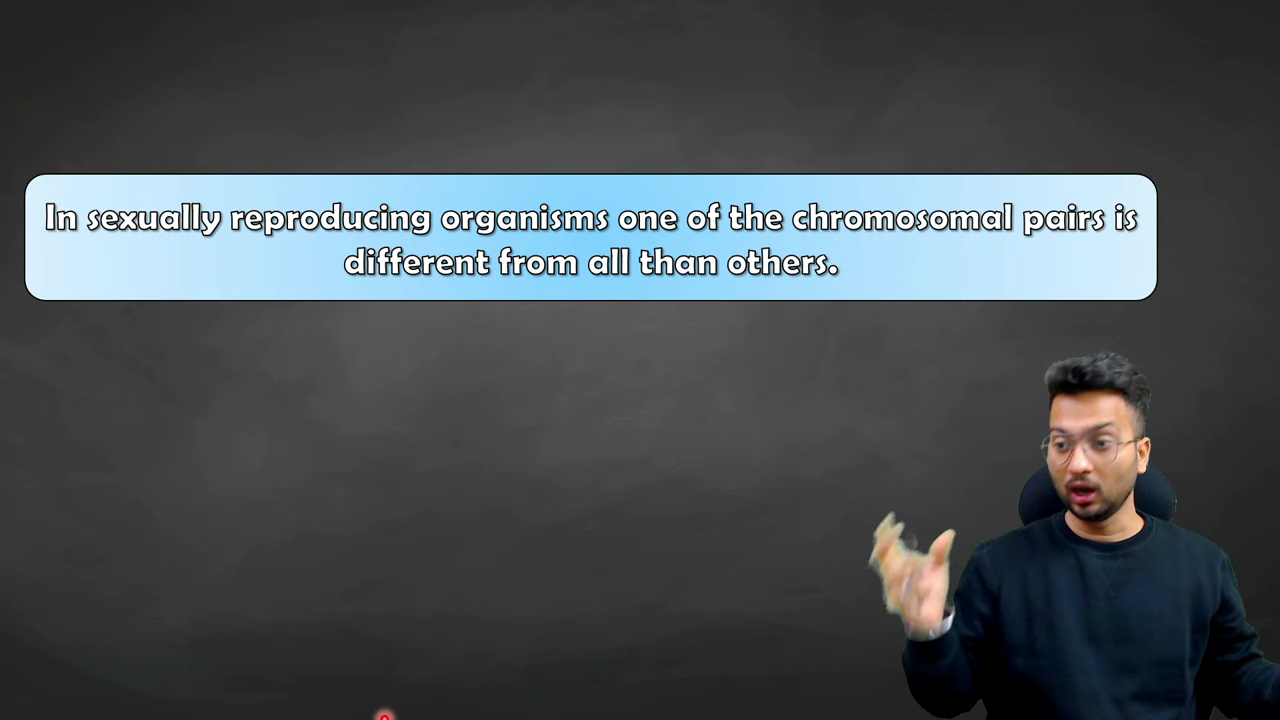 In sexually reproducing organisms one of the chromosomal pairs is
different from all than others.